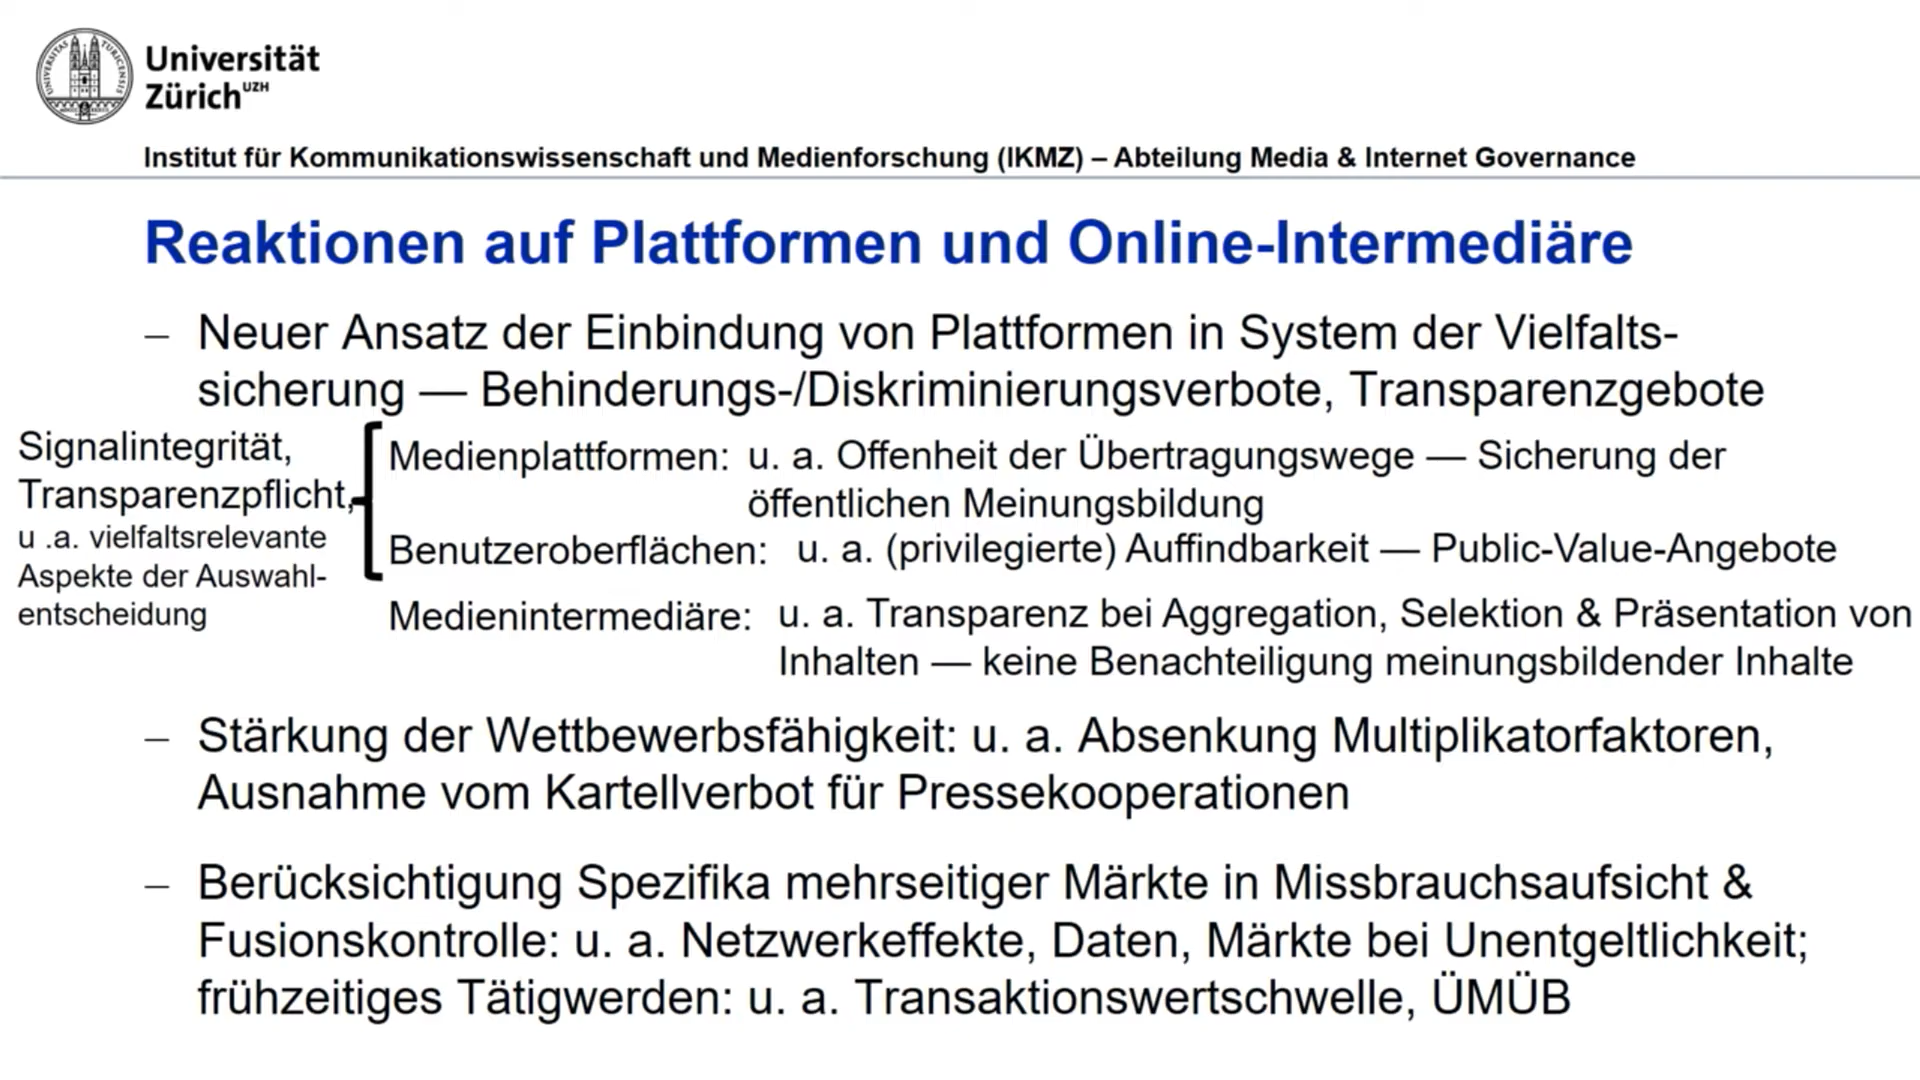 UNIVERSITAS TURICENSIS
Universität
Zürich UZH
Institut für Kommunikationswissenschaft und Medienforschung (IKMZ) – Abteilung Media & Internet Governance
Reaktionen auf Plattformen und Online-Intermediäre
– Neuer Ansatz der Einbindung von Plattformen in System der Vielfalts-
sicherung — Behinderungs-/Diskriminierungsverbote, Transparenzgebote
Signalintegrität,
Transparenzpflicht,
u .a. vielfaltsrelevante
Aspekte der Auswahl-
entscheidung
Medienplattformen: u. a. Offenheit der Übertragungswege — Sicherung der
öffentlichen Meinungsbildung
Benutzeroberflächen: u. a. (privilegierte) Auffindbarkeit — Public-Value-Angebote
Medienintermediäre: u. a. Transparenz bei Aggregation, Selektion & Präsentation von
Inhalten — keine Benachteiligung meinungsbildender Inhalte
– Stärkung der Wettbewerbsfähigkeit: u. a. Absenkung Multiplikatorfaktoren,
Ausnahme vom Kartellverbot für Pressekooperationen
– Berücksichtigung Spezifika mehrseitiger Märkte in Missbrauchsaufsicht &
Fusionskontrolle: u. a. Netzwerkeffekte, Daten, Märkte bei Unentgeltlichkeit;
frühzeitiges Tätigwerden: u. a. Transaktionswertschwelle, ÜMÜB